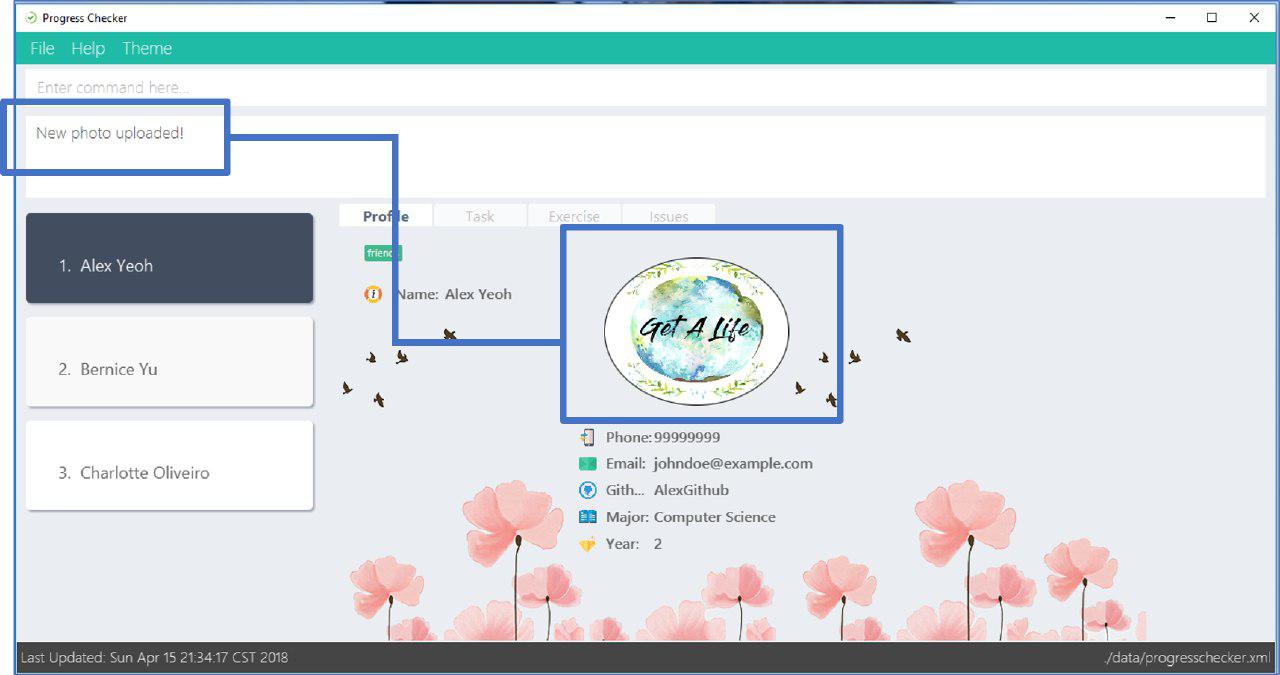 Progress Checker
File Help Theme
Enter command here...
New photo uploaded!
Profile Task Exercise Issues
friend
1. Alex Yeoh
Name: Alex Yeoh
Get A Life
2. Bernice Yu
Phone: 99999999
Email: johndoe@example.com
3. Charlotte Oliveiro
Gith... AlexGithub
Major: Computer Science
Year: 2
Last Updated: Sun Apr 15 21:34:17 CST 2018
./data/progresschecker.xml